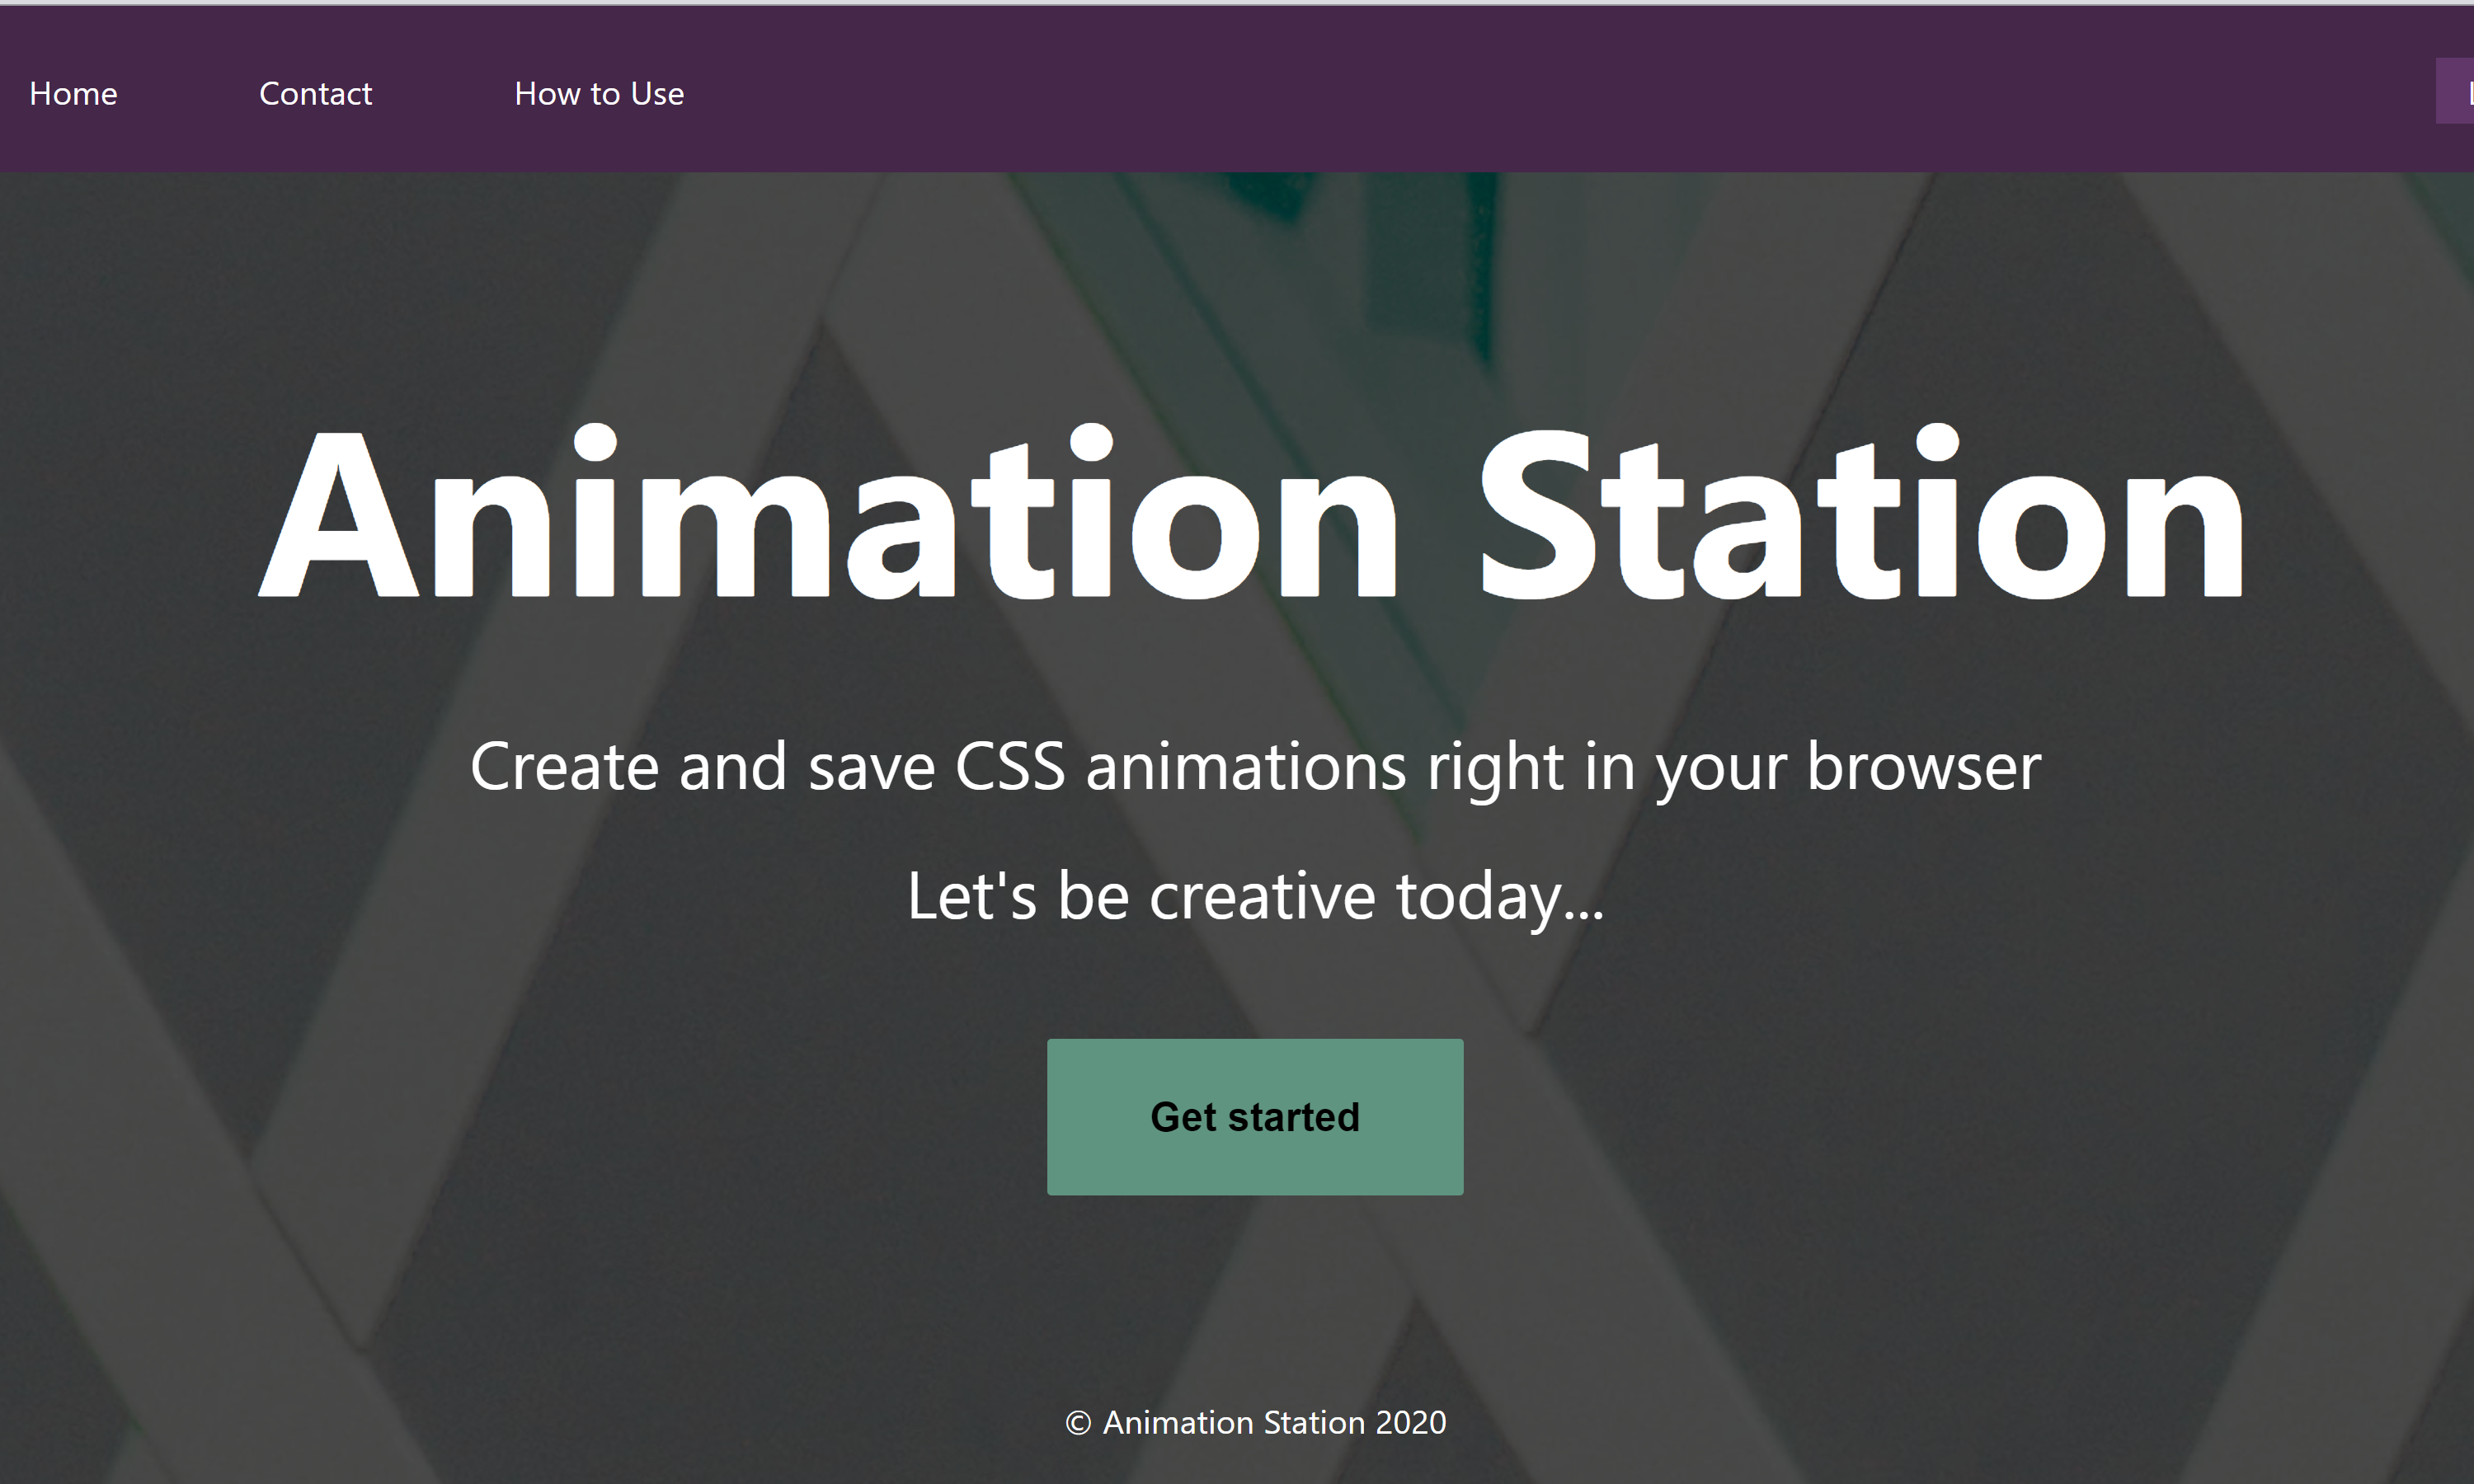 Home Contact How to Use
Animation Station
Create and save CSS animations right in your browser
Let's be creative today...
Get started
© Animation Station 2020